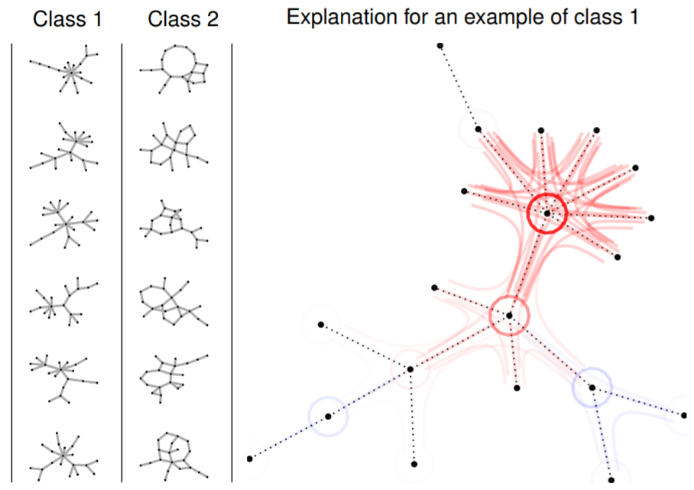 Class 1
Class 2
Explanation for an example of class 1